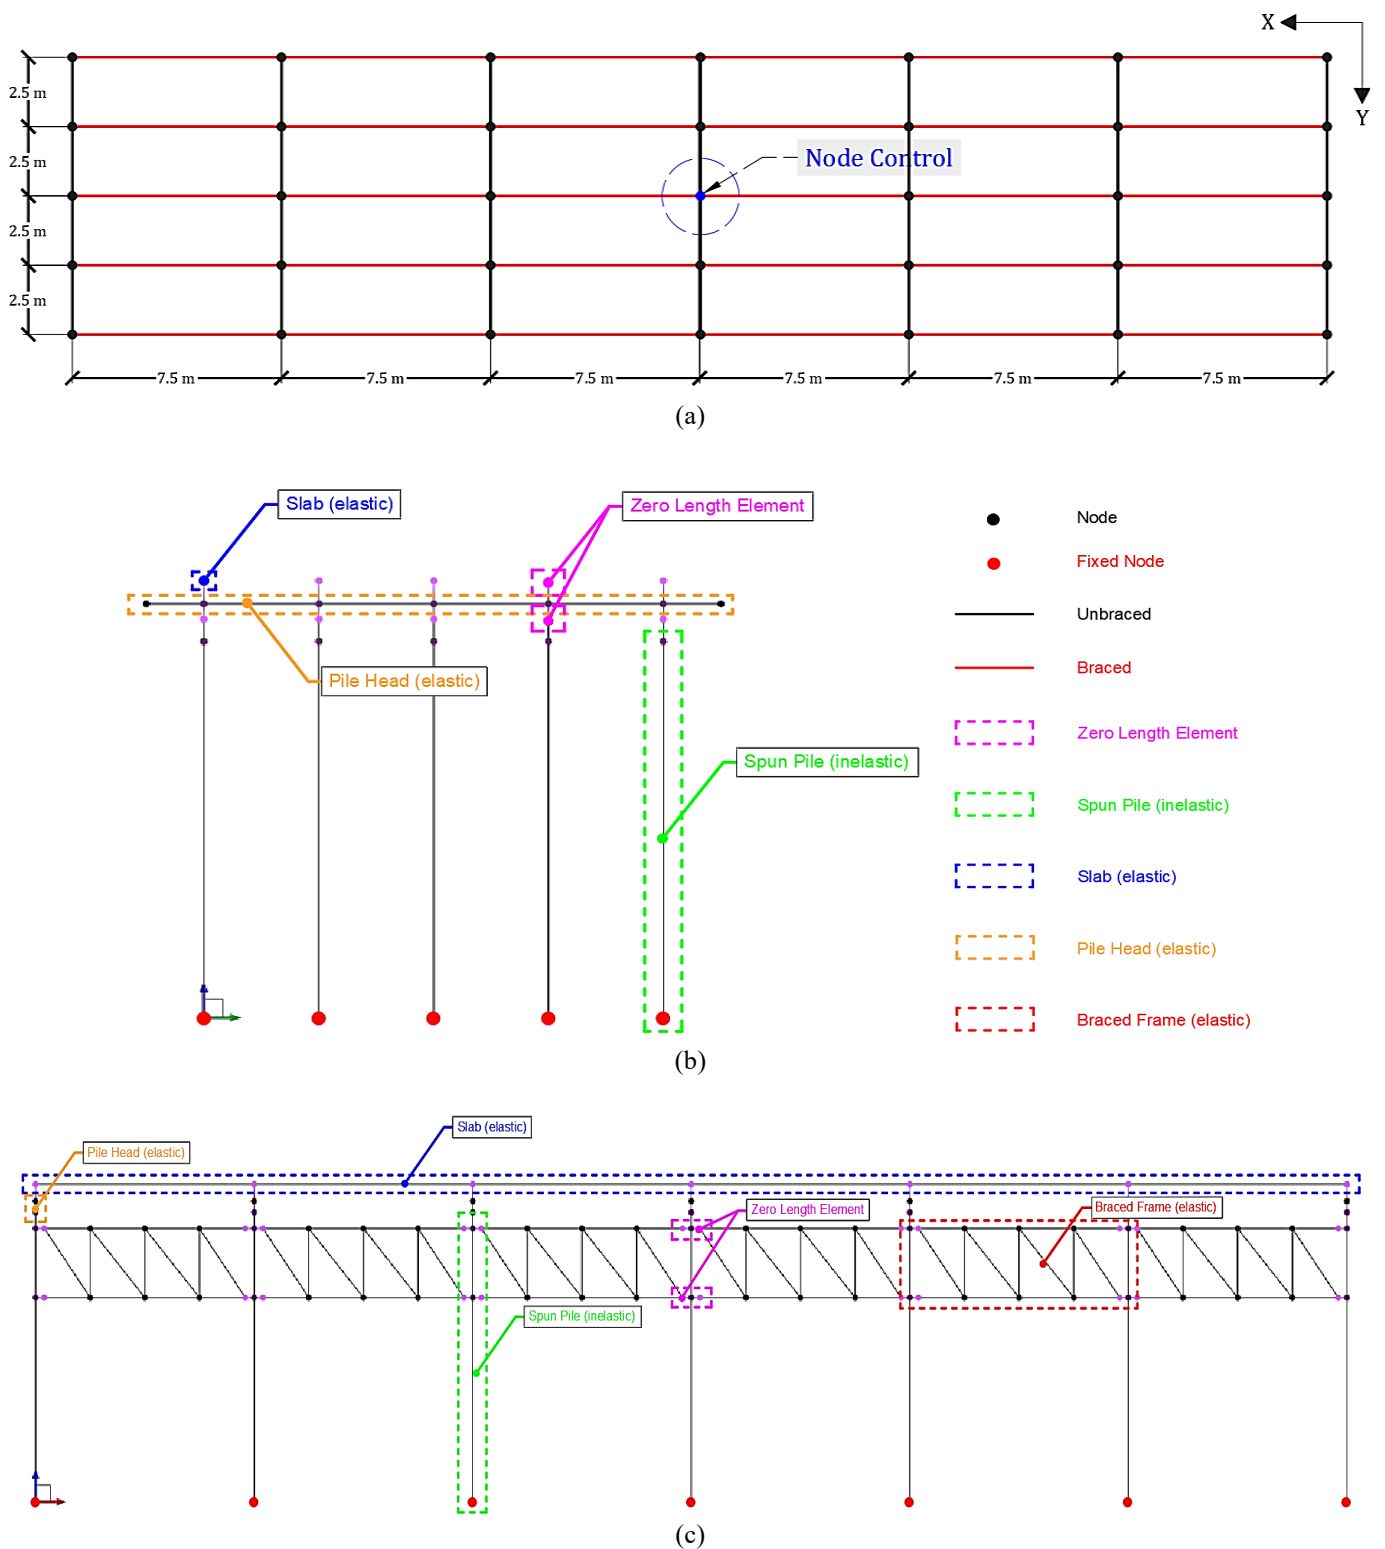 X
Y
2.5 m
2.5 m
2.5 m
2.5 m
Node Control
7.5 m
7.5 m
7.5 m
7.5 m
7.5 m
7.5 m
(a)
Slab (elastic)
Zero Length Element
Pile Head (elastic)
Spun Pile (inelastic)
Node
Fixed Node
Unbraced
Braced
Zero Length Element
Spun Pile (inelastic)
Slab (elastic)
Pile Head (elastic)
Braced Frame (elastic)
(b)
Slab (elastic)
Pile Head (elastic)
Zero Length Element
Braced Frame (elastic)
Spun Pile (inelastic)
(c)